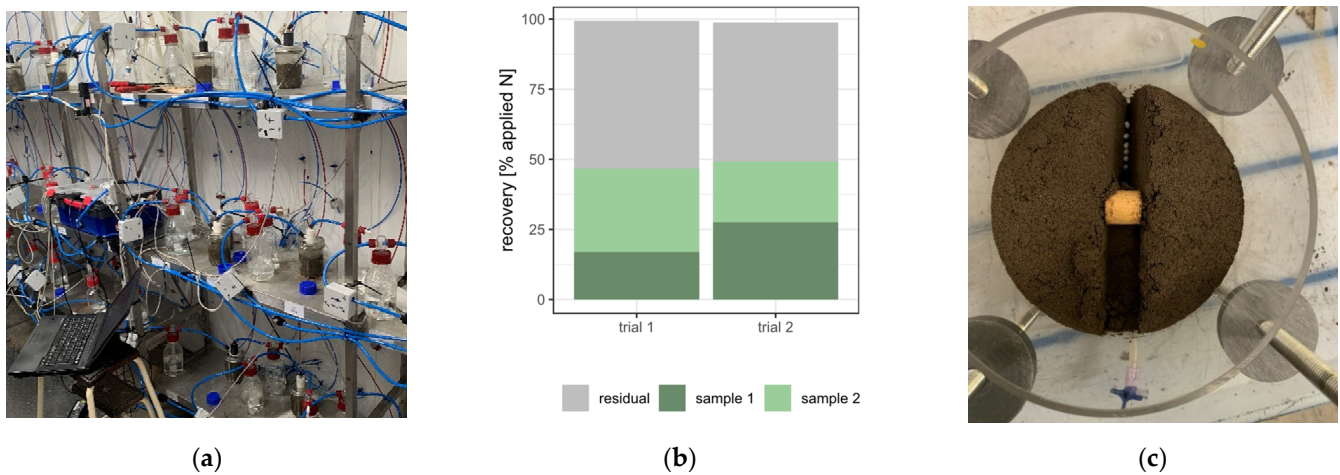 100
75
50
25
0
recovery [% applied N]
trial 1
trial 2
residual
sample 1
sample 2
(a)
(b)
(c)